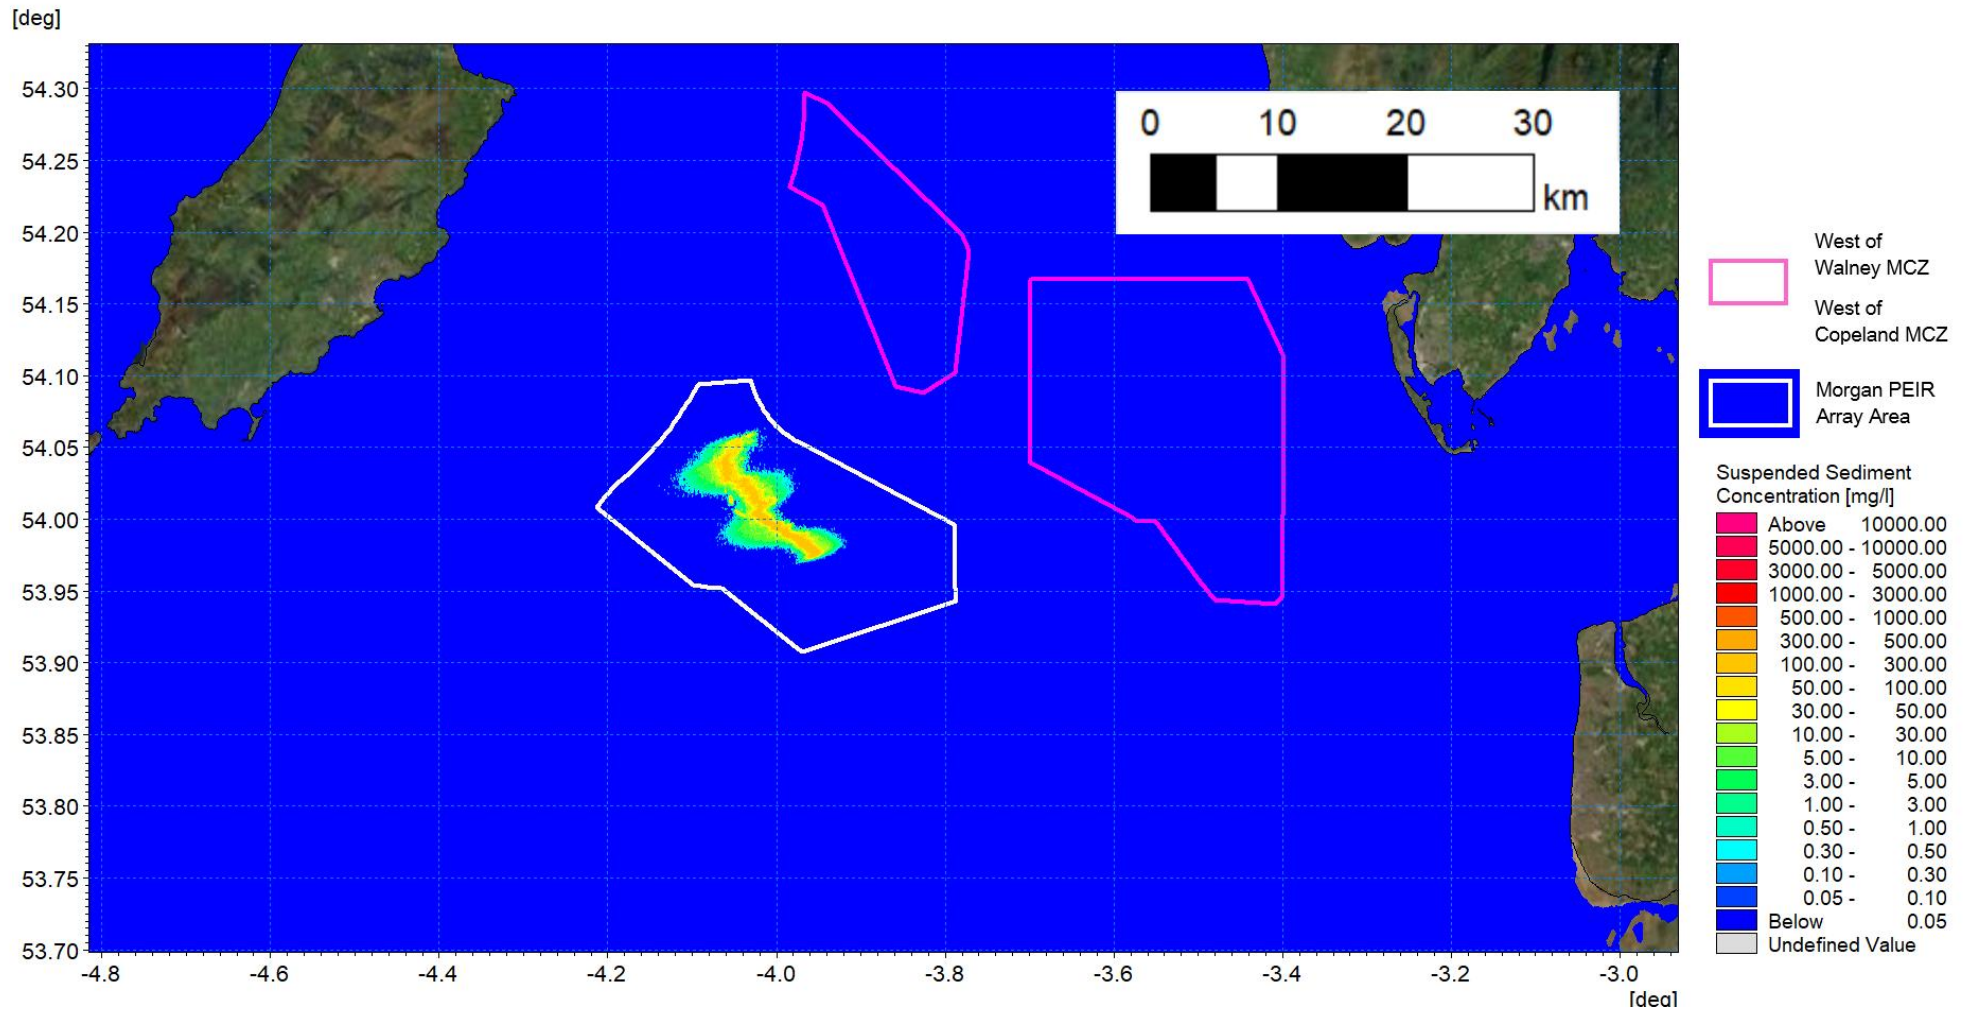 [deg]
54.30
54.25
54.20
54.15
54.10
54.05
54.00
53.95
53.90
53.85
53.80
53.75
53.70
-4.8 -4.6 -4.4 -4.2 -4.0 -3.8 -3.6 -3.4 -3.2 -3.0
[deg]
0 10 20 30
km
West of
Walney MCZ
West of
Copeland MCZ
Morgan PEIR
Array Area
Suspended Sediment
Concentration [mg/l]
Above 10000.00
5000.00 - 10000.00
3000.00 - 5000.00
1000.00 - 3000.00
500.00 - 1000.00
300.00 - 500.00
100.00 - 300.00
50.00 - 100.00
30.00 - 50.00
10.00 - 30.00
5.00 - 10.00
3.00 - 5.00
1.00 - 3.00
0.50 - 1.00
0.30 - 0.50
0.10 - 0.30
0.05 - 0.10
Below 0.05
Undefined Value